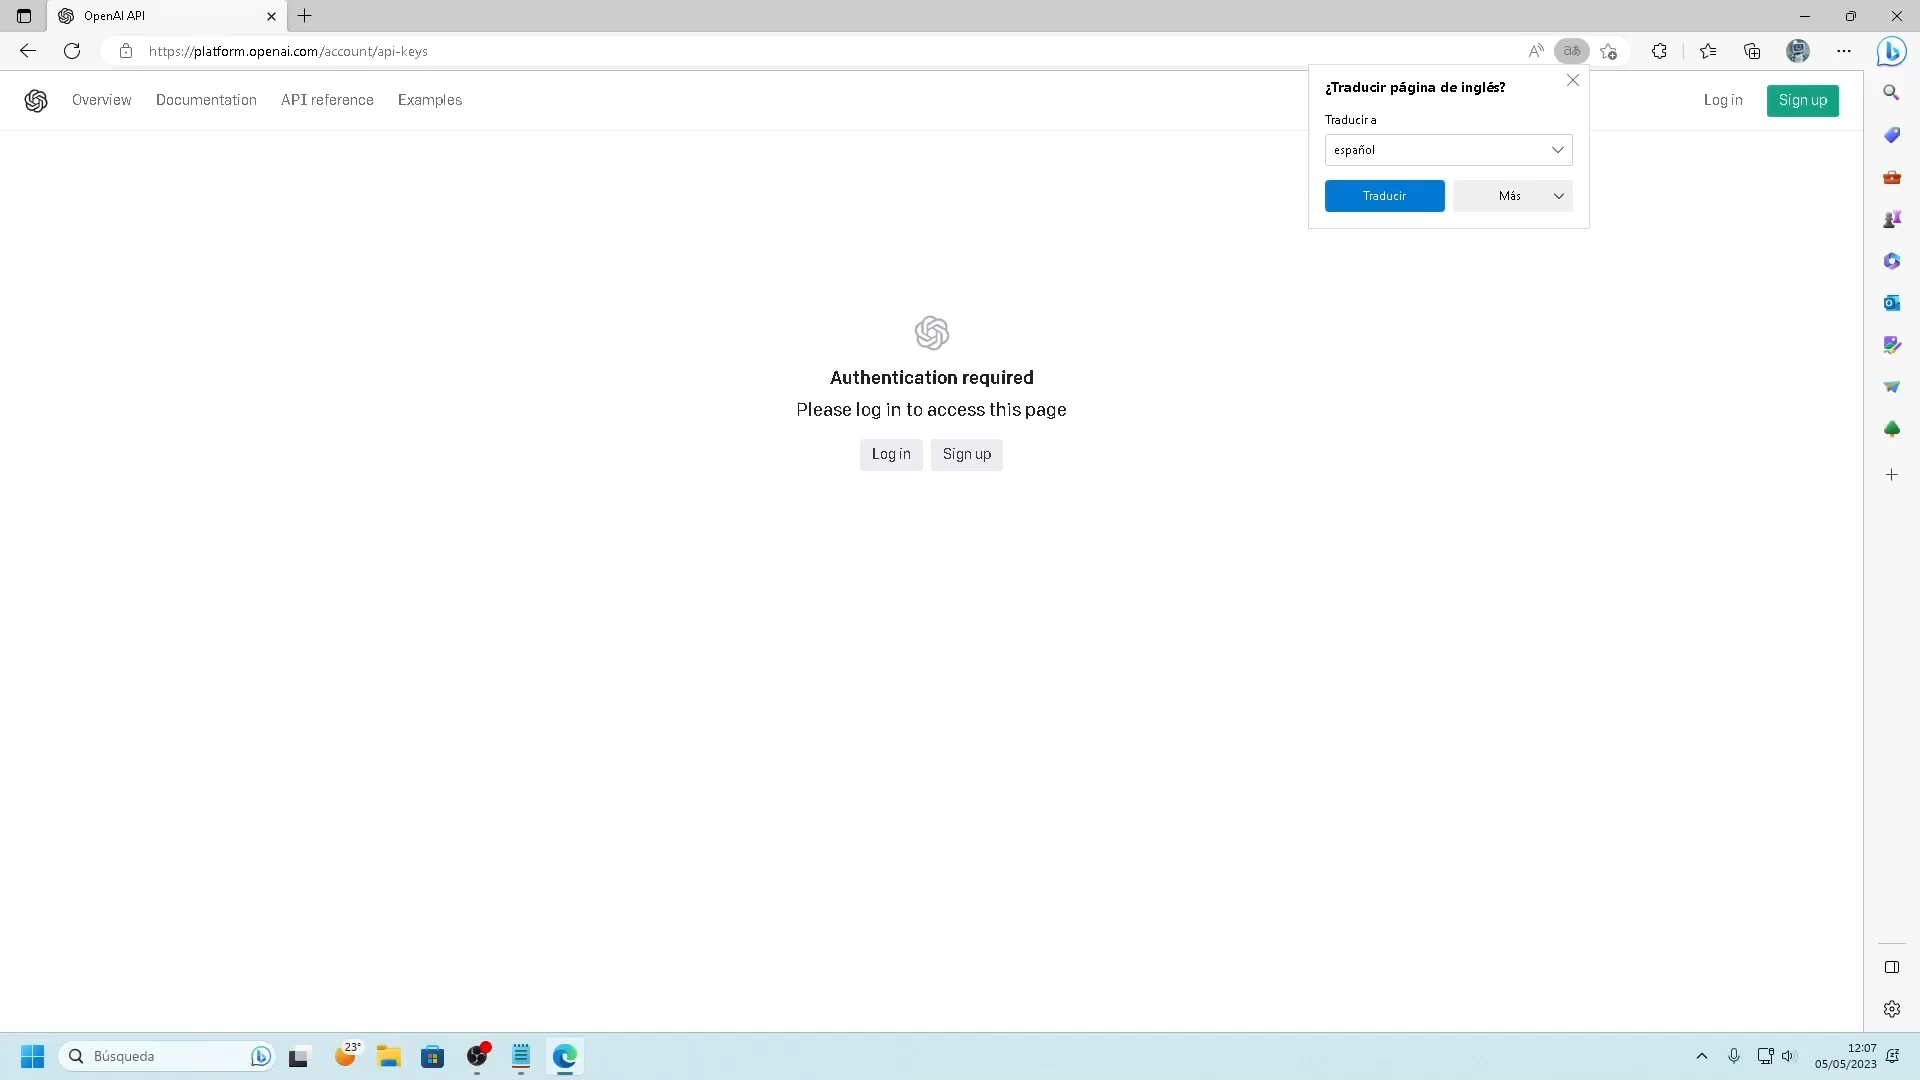 OpenAI API
https://platform.openai.com/account/api-keys
Overview
Documentation
API reference
Examples
Log in
Sign up
¿Traducir página de inglés?
Traducir a
español
Traducir
Más
Authentication required
Please log in to access this page
Log in
Sign up
23°
Búsqueda
12:07
05/05/2023